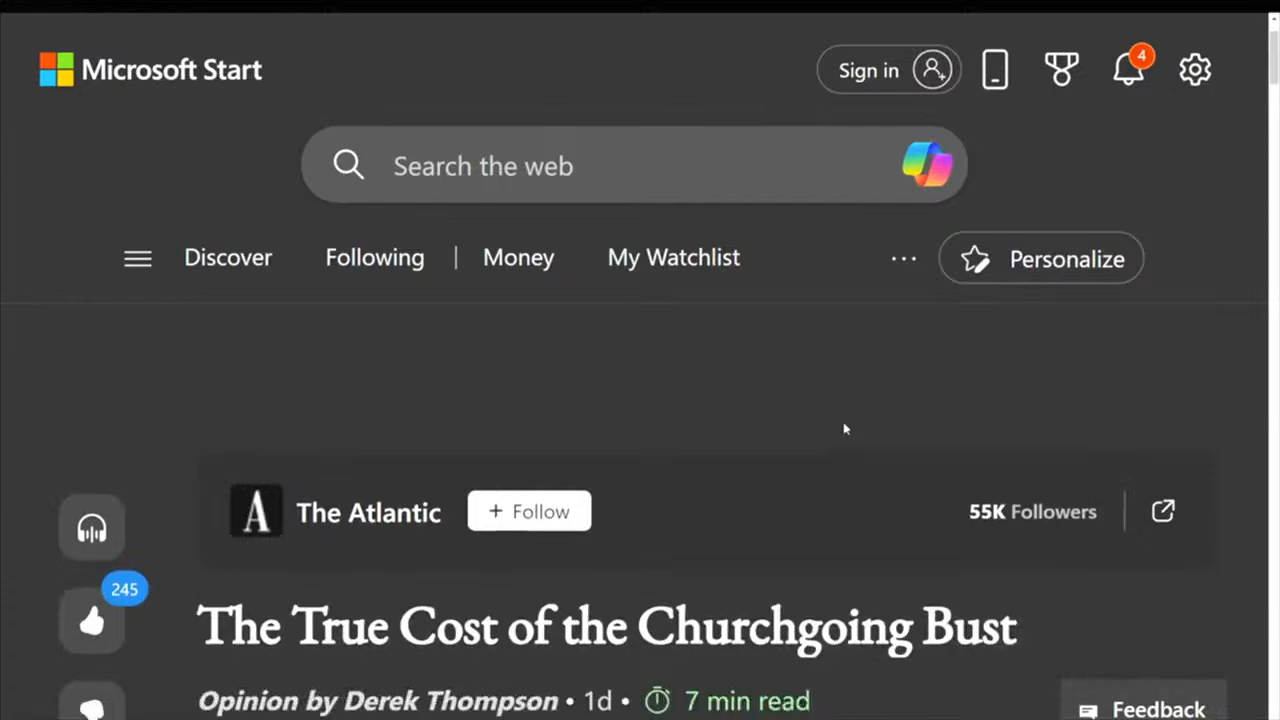 Microsoft Start
Sign in
4
Search the web
Discover
Following
Money
My Watchlist
...
Personalize
A
The Atlantic
+ Follow
55K Followers
245
The True Cost of the Churchgoing Bust
Opinion by Derek Thompson • 1d • 7 min read
Feedback